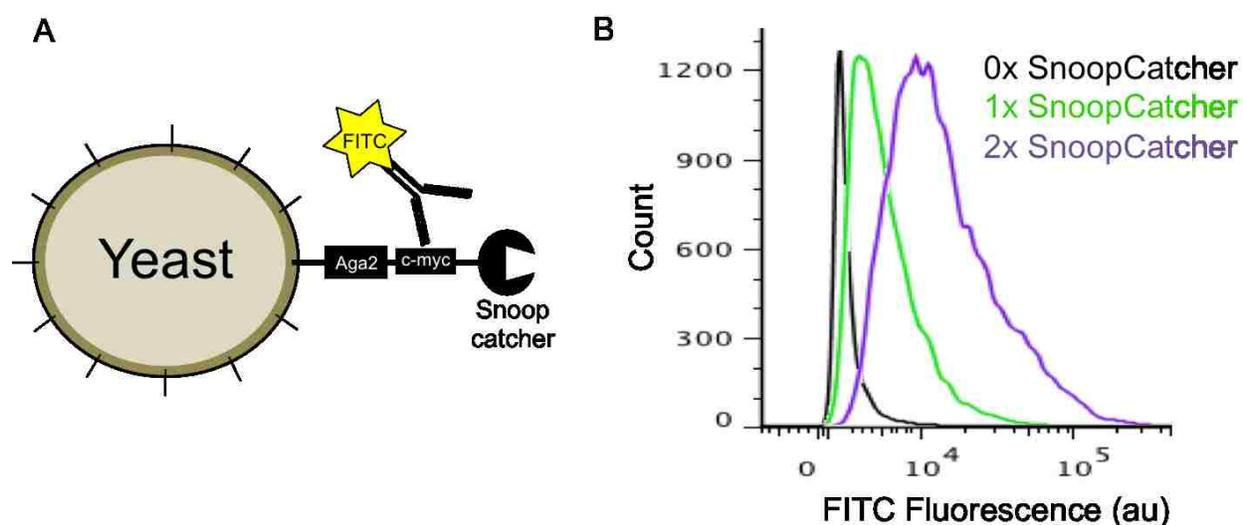 A
FITC
Yeast
Aga2
c-myc
Snoop
catcher
B
0x SnoopCatcher
1x SnoopCatcher
2x SnoopCatcher
Count
1200
900
600
300
0
0
10^4
10^5
FITC Fluorescence (au)